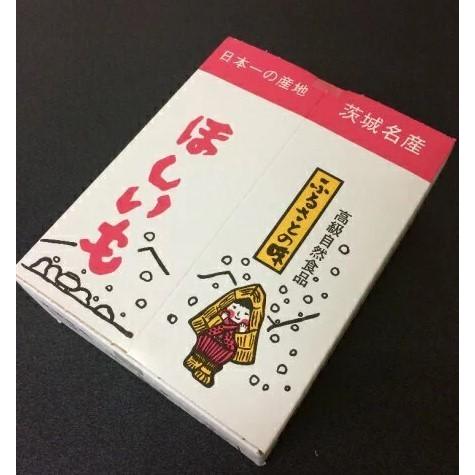 日本一の産地
茨城名産
高級自然食品
ふるさとの味
ほしいも